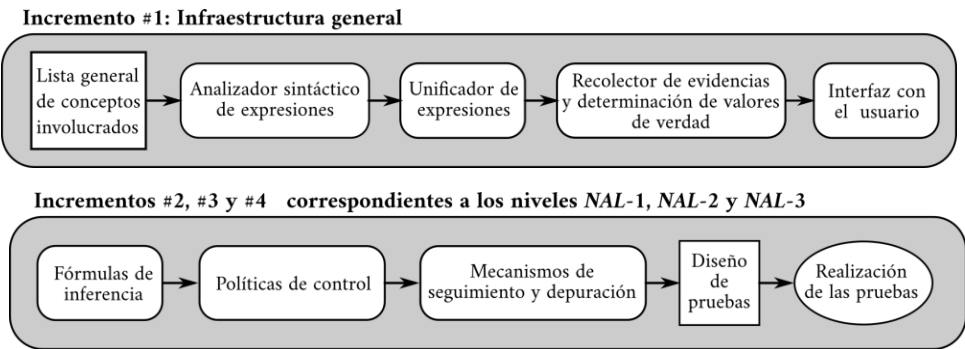 Incremento #1: Infraestructura general
Lista general
de conceptos
involucrados
Analizador sintáctico
de expresiones
Unificador de
expresiones
Recolector de evidencias
y determinación de valores
de verdad
Interfaz con
el usuario
Incrementos #2, #3 y #4 correspondientes a los niveles NAL-1, NAL-2 y NAL-3
Fórmulas de
inferencia
Políticas de control
Mecanismos de
seguimiento y depuración
Diseño
de
pruebas
Realización
de las pruebas